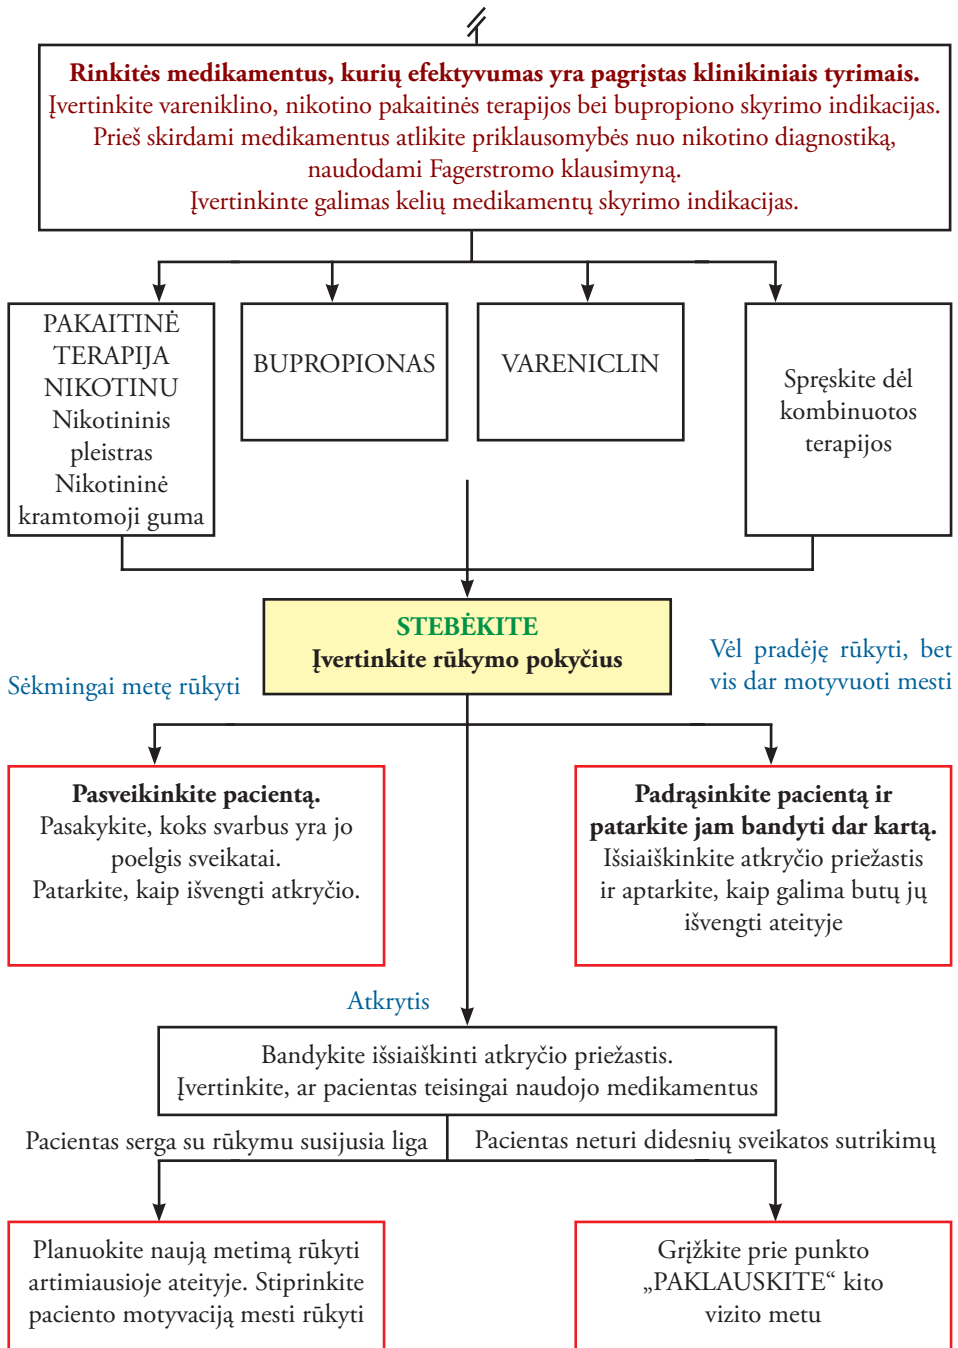 Rinkitės medikamentus, kurių efektyvumas yra pagrįstas klinikiniais tyrimais.
Įvertinkite vareniklino, nikotino pakaitinės terapijos bei bupropiono skyrimo indikacijas.
Prieš skirdami medikamentus atlikite priklausomybės nuo nikotino diagnostiką,
naudodami Fagerstromo klausimyną.
Įvertinkinte galimas kelių medikamentų skyrimo indikacijas.
PAKAITINĖ
TERAPIJA
NIKOTINU
Nikotininis
pleistras
Nikotininė
kramtomoji guma
BUPROPIONAS
VARENICLIN
Spręskite dėl
kombinuotos
terapijos
STEBĖKITE
Įvertinkite rūkymo pokyčius
Sėkmingai metę rūkyti
Vėl pradėję rūkyti, bet
vis dar motyvuoti mesti
Pasveikinkite pacientą.
Pasakykite, koks svarbus yra jo
poelgis sveikatai.
Patarkite, kaip išvengti atkryčio.
Padrąsinkite pacientą ir
patarkite jam bandyti dar kartą.
Išsiaiškinkite atkryčio priežastis
ir aptarkite, kaip galima butų jų
išvengti ateityje
Atkrytis
Bandykite išsiaiškinti atkryčio priežastis.
Įvertinkite, ar pacientas teisingai naudojo medikamentus
Pacientas serga su rūkymu susijusia liga
Pacientas neturi didesnių sveikatos sutrikimų
Planuokite naują metimą rūkyti
artimiausioje ateityje. Stiprinkite
paciento motyvaciją mesti rūkyti
Grįžkite prie punkto
„PAKLAUSKITE“ kito
vizito metu